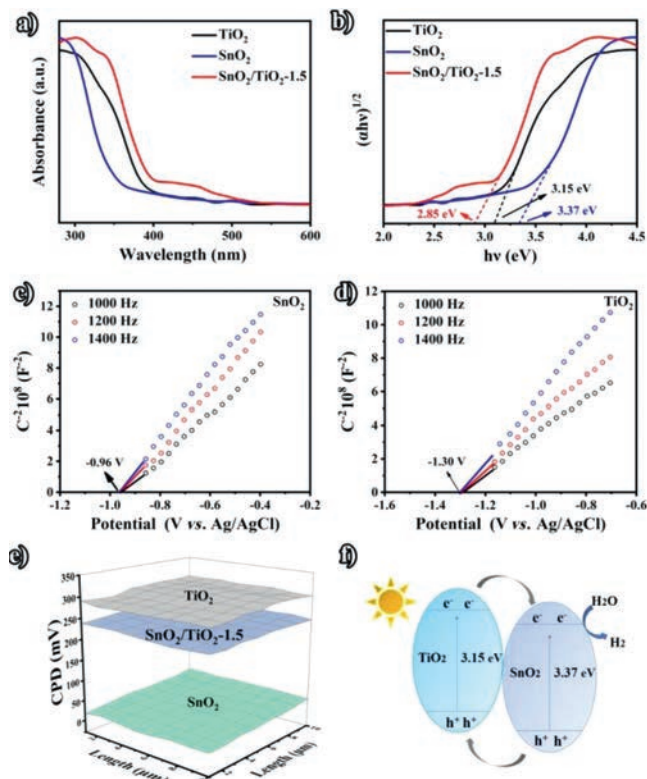 a)
TiO2
SnO2
SnO2/TiO2-1.5
Absorbance (a.u.)
300
400
500
600
Wavelength (nm)
b)
TiO2
SnO2
SnO2/TiO2-1.5
(αhν)1/2
3.15 eV
2.85 eV
3.37 eV
2.0
2.5
3.0
3.5
4.0
4.5
hν (eV)
c)
1000 Hz
1200 Hz
1400 Hz
SnO2
C-2 10^8 (F-2)
12
10
8
6
4
2
0
-0.96 V
-1.2
-1.0
-0.8
-0.6
-0.4
-0.2
Potential (V vs. Ag/AgCl)
d)
1000 Hz
1200 Hz
1400 Hz
TiO2
C-2 10^8 (F-2)
12
10
8
6
4
2
0
-1.30 V
-1.6
-1.4
-1.2
-1.0
-0.8
-0.6
Potential (V vs. Ag/AgCl)
e)
CPD (mV)
350
300
250
200
150
100
50
0
TiO2
SnO2/TiO2-1.5
SnO2
Length (μm)
Length (μm)
f)
e- e-
e- e-
H2O
H2
TiO2
3.15 eV
SnO2
3.37 eV
h+ h+
h+ h+